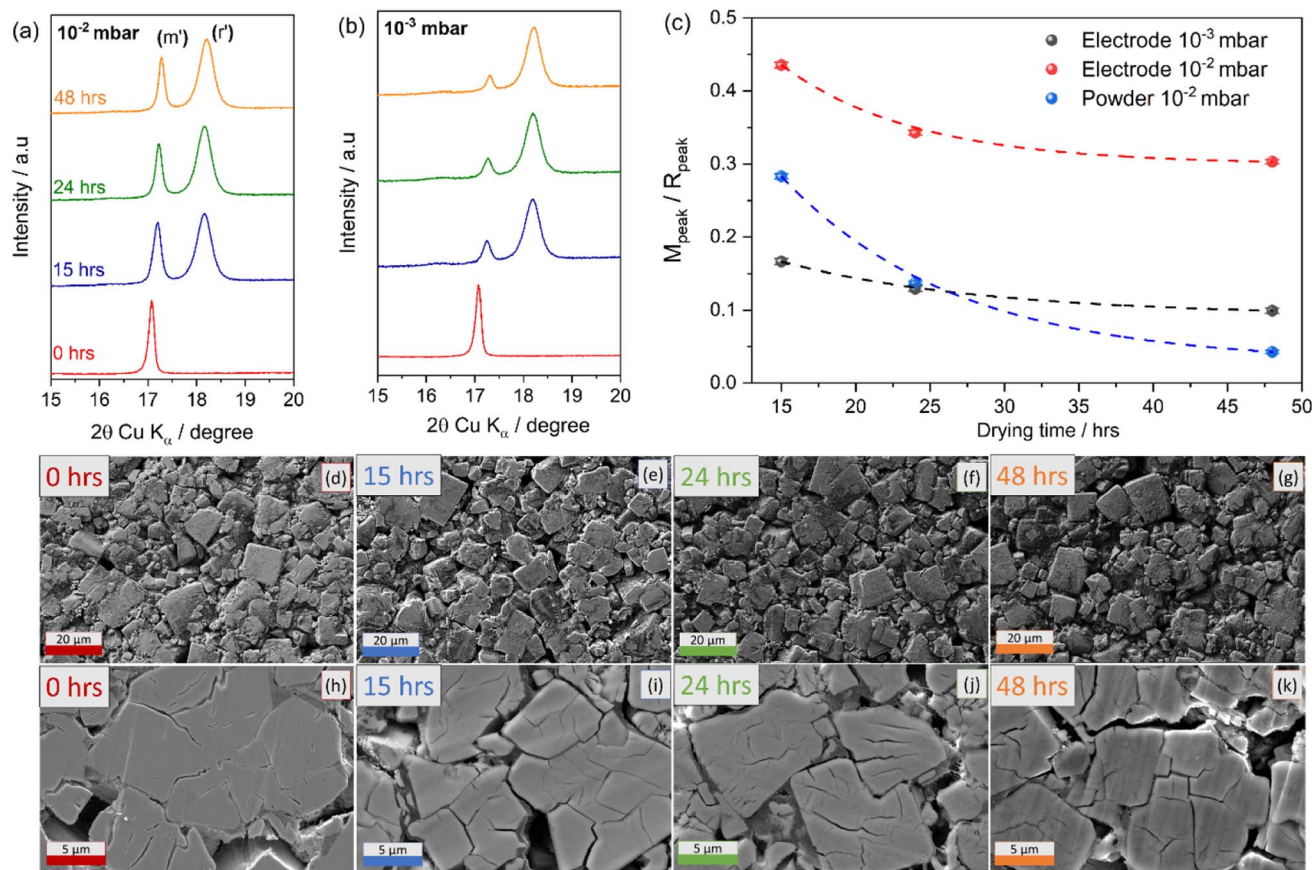 (a)
10⁻² mbar
(m')
(r')
48 hrs
24 hrs
15 hrs
0 hrs
Intensity / a.u
15 16 17 18 19 20
2θ Cu Kα / degree
(b)
10⁻³ mbar
Intensity / a.u
15 16 17 18 19 20
2θ Cu Kα / degree
(c)
Electrode 10⁻³ mbar
Electrode 10⁻² mbar
Powder 10⁻² mbar
M_peak / R_peak
0.5
0.4
0.3
0.2
0.1
0.0
15 20 25 30 35 40 45 50
Drying time / hrs
0 hrs (d)
20 µm
15 hrs (e)
20 µm
24 hrs (f)
20 µm
48 hrs (g)
20 µm
0 hrs (h)
5 µm
15 hrs (i)
5 µm
24 hrs (j)
5 µm
48 hrs (k)
5 µm